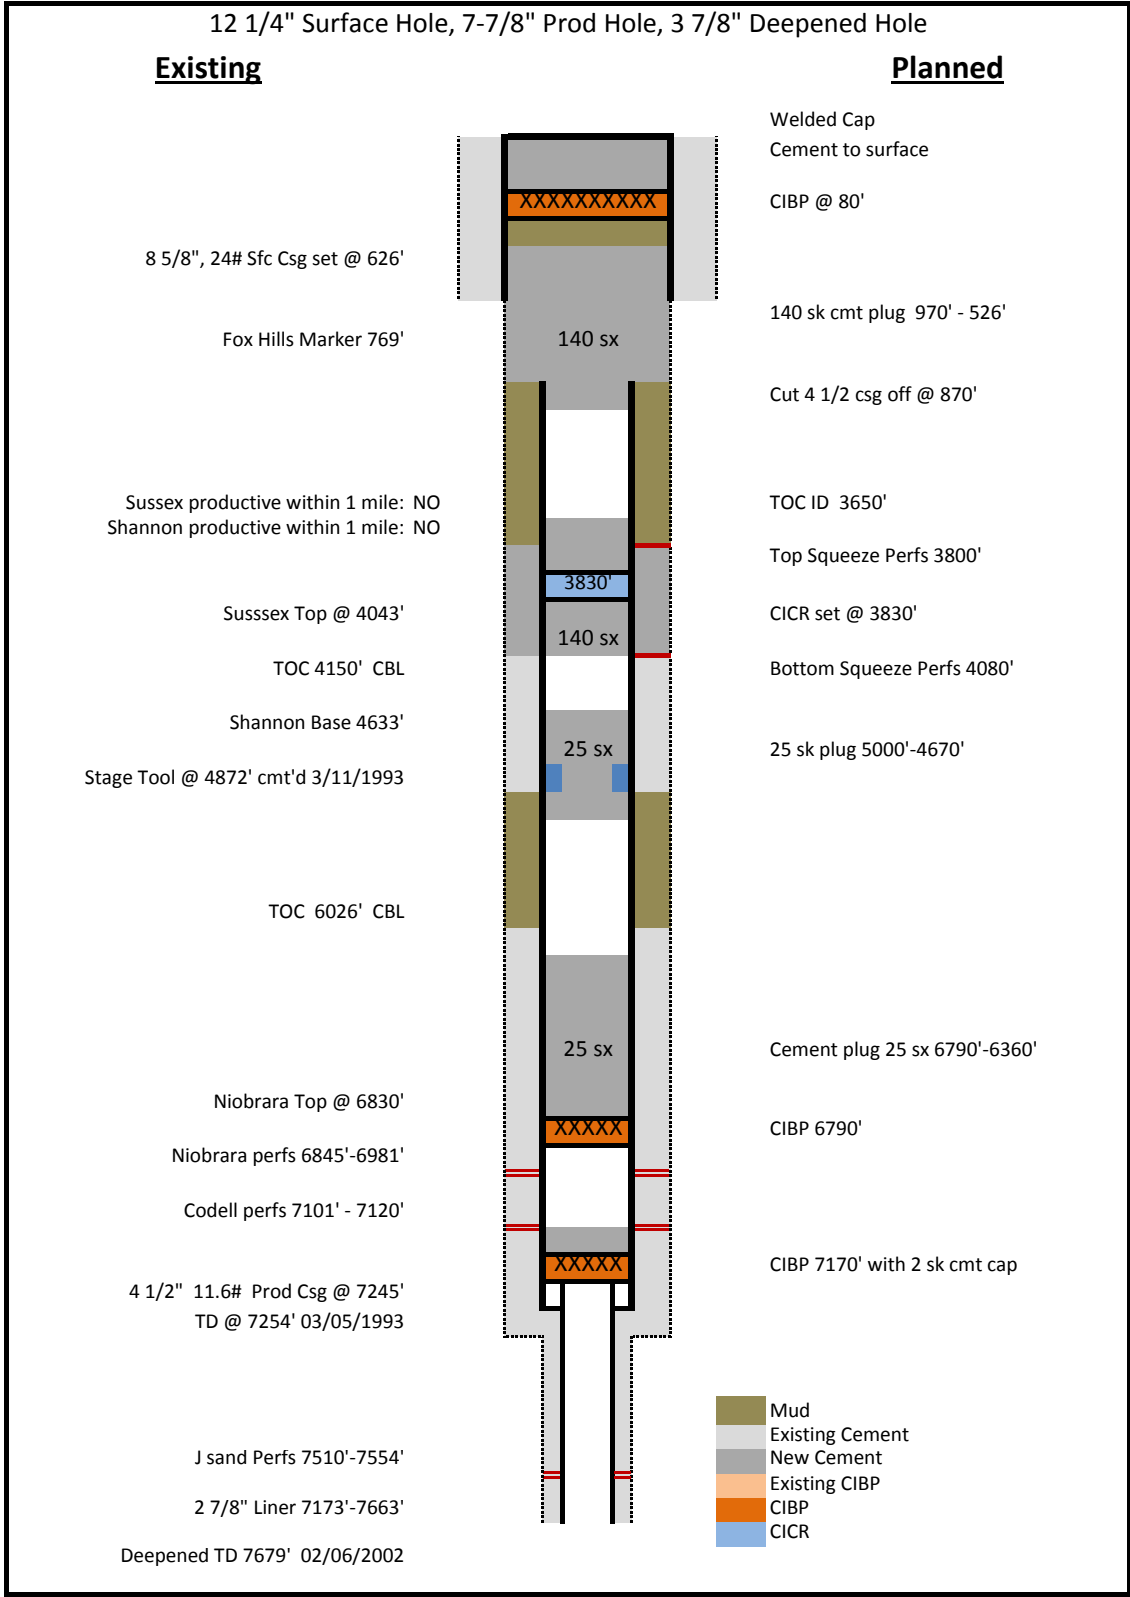 12 1/4" Surface Hole, 7-7/8" Prod Hole, 3 7/8" Deepened Hole
Existing
Planned
Welded Cap
Cement to surface
XXXXXXXXXX
CIBP @ 80'
8 5/8", 24# Sfc Csg set @ 626'
140 sk cmt plug 970' - 526'
Fox Hills Marker 769'
140 sx
Cut 4 1/2 csg off @ 870'
Sussex productive within 1 mile: NO
TOC ID 3650'
Shannon productive within 1 mile: NO
Top Squeeze Perfs 3800'
3830'
Susssex Top @ 4043'
CICR set @ 3830'
140 sx
TOC 4150' CBL
Bottom Squeeze Perfs 4080'
Shannon Base 4633'
25 sx
25 sk plug 5000'-4670'
Stage Tool @ 4872' cmt'd 3/11/1993
TOC 6026' CBL
25 sx
Cement plug 25 sx 6790'-6360'
Niobrara Top @ 6830'
XXXXX
CIBP 6790'
Niobrara perfs 6845'-6981'
Codell perfs 7101' - 7120'
XXXXX
CIBP 7170' with 2 sk cmt cap
4 1/2" 11.6# Prod Csg @ 7245'
TD @ 7254' 03/05/1993
Mud
Existing Cement
J sand Perfs 7510'-7554'
New Cement
Existing CIBP
2 7/8" Liner 7173'-7663'
CIBP
CICR
Deepened TD 7679' 02/06/2002